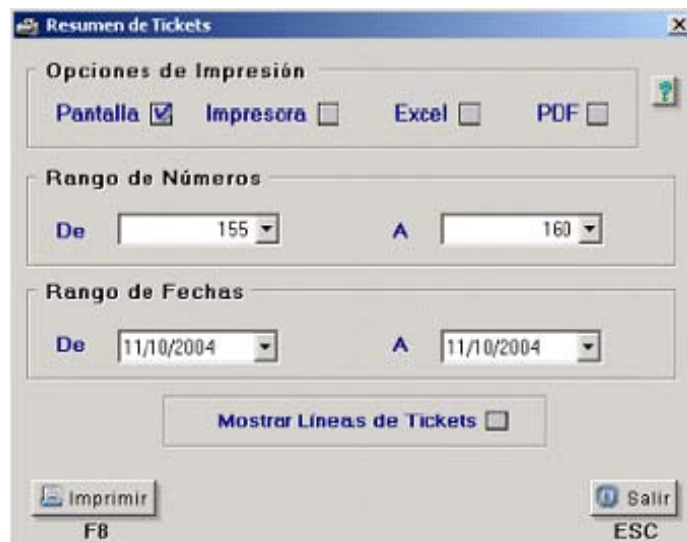 Resumen de Tickets
Opciones de Impresión
Pantalla Impresora Excel PDF
Rango de Números
De 155 A 160
Rango de Fechas
De 11/10/2004 A 11/10/2004
Mostrar Líneas de Tickets
Imprimir Salir
F8 ESC